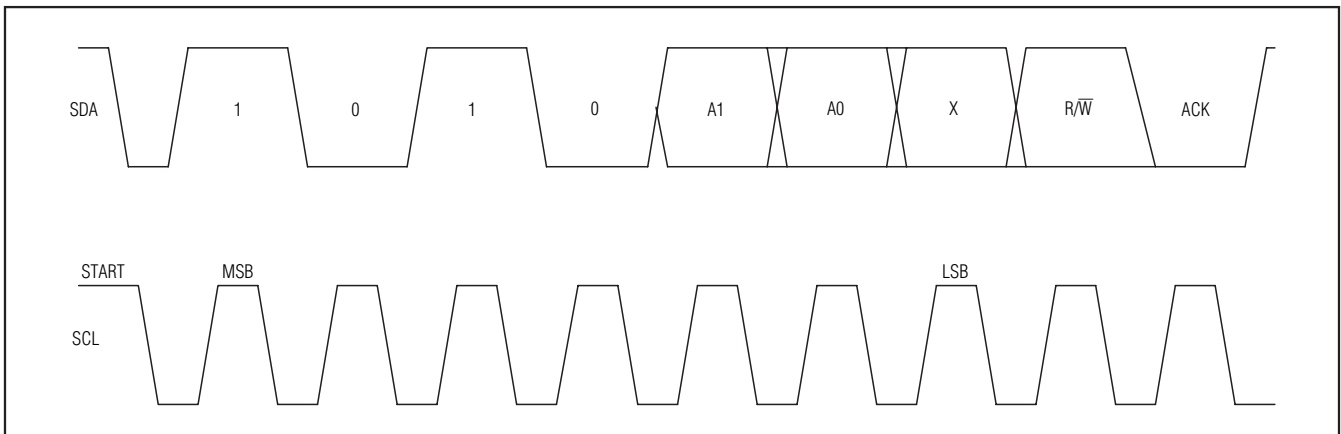 SDA 1 0 1 0 A1 A0 X R/W̅ ACK
START MSB LSB
SCL